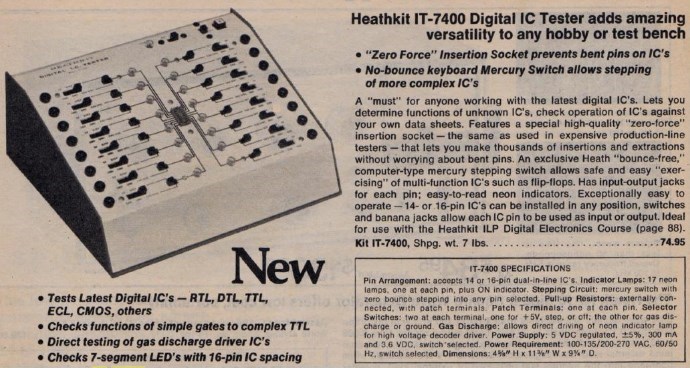 HEATHKIT
DIGITAL I.C. TESTER
New
• Tests Latest Digital IC's — RTL, DTL, TTL,
ECL, CMOS, others
• Checks functions of simple gates to complex TTL
• Direct testing of gas discharge driver IC's
• Checks 7-segment LED's with 16-pin IC spacing
Heathkit IT-7400 Digital IC Tester adds amazing
versatility to any hobby or test bench
• "Zero Force" Insertion Socket prevents bent pins on IC's
• No-bounce keyboard Mercury Switch allows stepping
of more complex IC's
A "must" for anyone working with the latest digital IC's. Lets you
determine functions of unknown IC's, check operation of IC's against
your own data sheets. Features a special high-quality "zero-force"
insertion socket — the same as used in expensive production-line
testers — that lets you make thousands of insertions and extractions
without worrying about bent pins. An exclusive Heath "bounce-free,"
computer-type mercury stepping switch allows safe and easy "exer-
cising" of multi-function IC's such as flip-flops. Has input-output jacks
for each pin; easy-to-read neon indicators. Exceptionally easy to
operate — 14- or 16-pin IC's can be installed in any position, switches
and banana jacks allow each IC pin to be used as input or output. Ideal
for use with the Heathkit ILP Digital Electronics Course (page 88).
Kit IT-7400, Shpg. wt. 7 lbs. . . . . . . . . . . . . . . . . . . . . 74.95
IT-7400 SPECIFICATIONS
Pin Arrangement: accepts 14 or 16-pin dual-in-line IC's. Indicator Lamps: 17 neon
lamps, one at each pin, plus ON indicator. Stepping Circuit: mercury switch with
zero bounce stepping into any pin selected. Pull-up Resistors: externally con-
nected, with patch terminals. Patch Terminals: one at each pin. Selector
Switches: two at each terminal, one for +5V, step, or cft; the other for gas dis-
charge or ground. Gas Discharge: allows direct driving of neon indicator lamp
for high voltage decoder driver. Power Supply: 5 VDC regulated, ±5%, 300 mA
and 3.6 VDC, switch selected. Power Requirement: 100-135/200-270 VAC, 60/50
Hz, switch selected. Dimensions: 4⅝" H x 11⅜" W x 9¼" D.